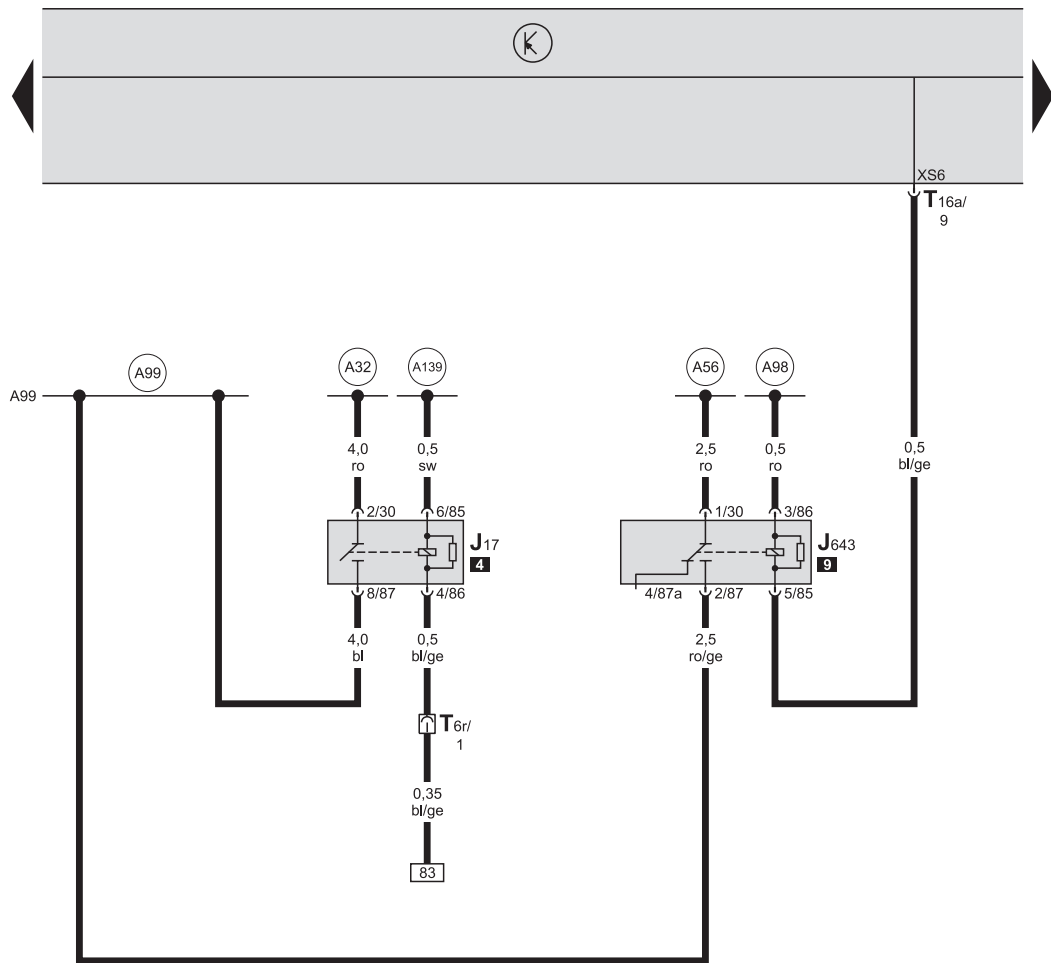 XS6
T16a/
9
A99
A99
A32
A139
A56
A98
4,0
ro
0,5
sw
2,5
ro
0,5
ro
0,5
bl/ge
2/30
6/85
J17
4
8/87
4/86
1/30
3/86
J643
9
4/87a
2/87
5/85
4,0
bl
0,5
bl/ge
2,5
ro/ge
T6r/
1
0,35
bl/ge
83